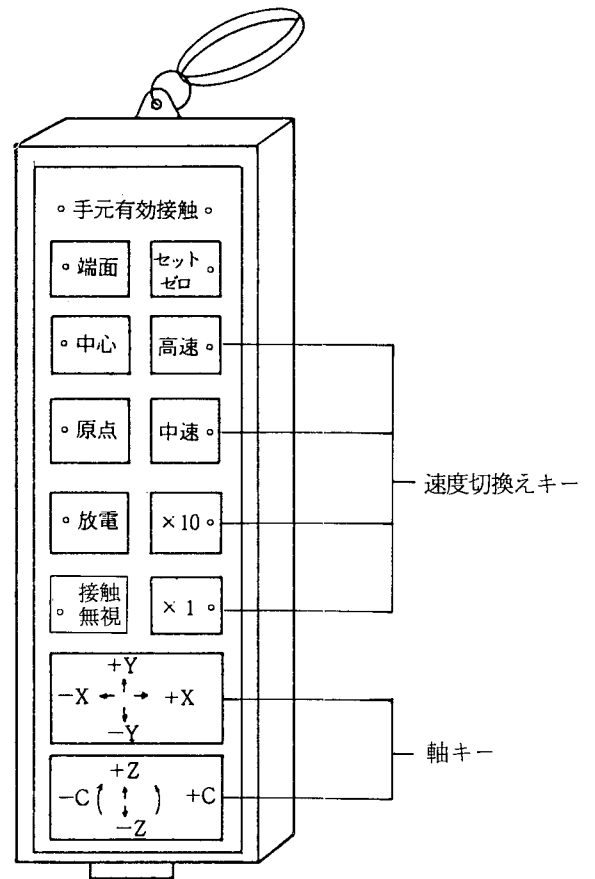 手元有効接触
端面
セット
ゼロ
中心
高速
原点
中速
速度切換えキー
放電
×10
接触
無視
×1
+Y
−X +X
−Y
軸キー
+Z
−C +C
−Z